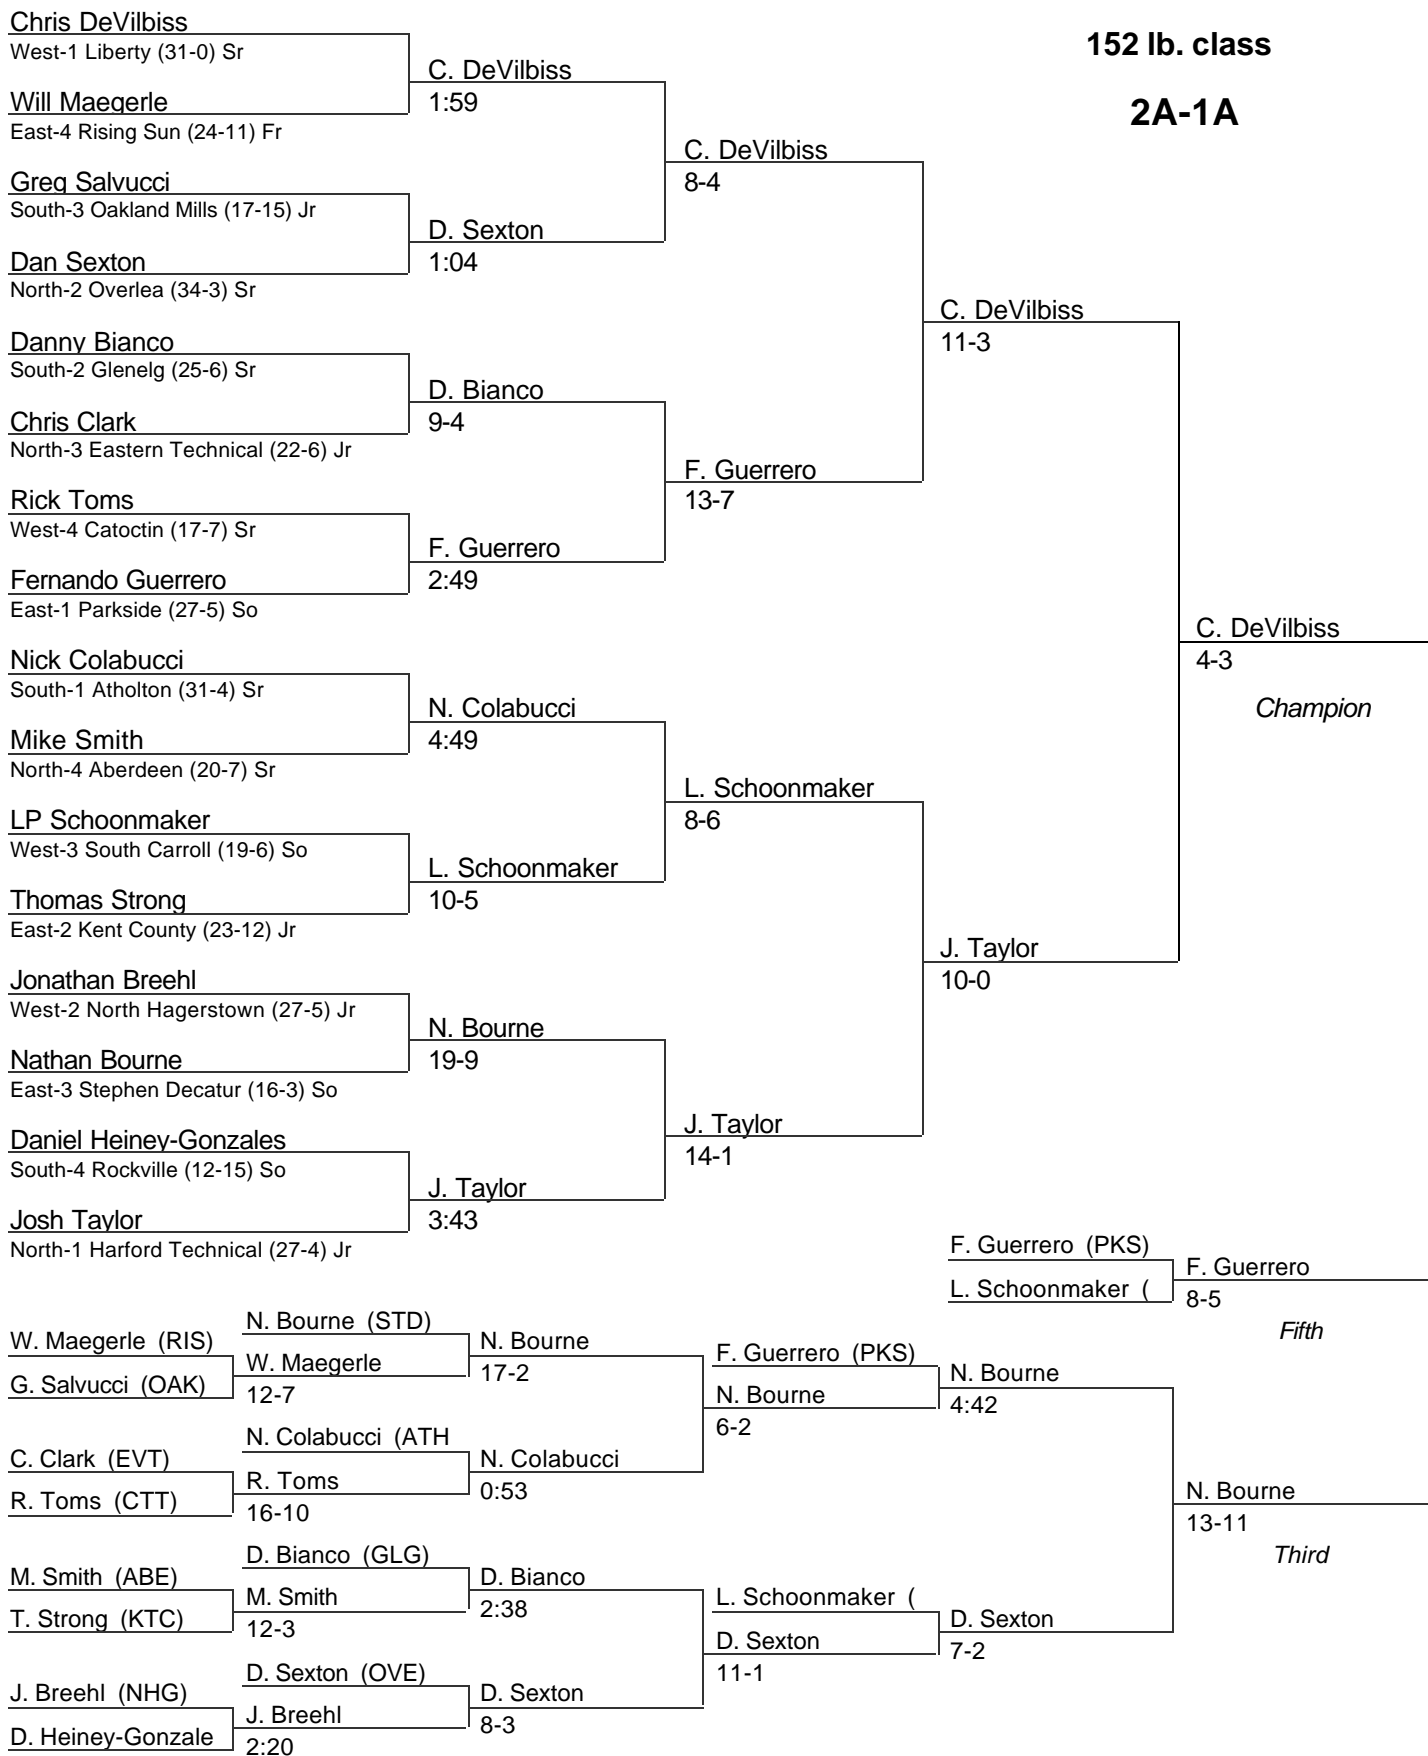 152 lb. class
2A-1A
Chris DeVilbiss
West-1 Liberty (31-0) Sr
Will Maegerle
East-4 Rising Sun (24-11) Fr
Greg Salvucci
South-3 Oakland Mills (17-15) Jr
Dan Sexton
North-2 Overlea (34-3) Sr
Danny Bianco
South-2 Glenelg (25-6) Sr
Chris Clark
North-3 Eastern Technical (22-6) Jr
Rick Toms
West-4 Catoctin (17-7) Sr
Fernando Guerrero
East-1 Parkside (27-5) So
Nick Colabucci
South-1 Atholton (31-4) Sr
Mike Smith
North-4 Aberdeen (20-7) Sr
LP Schoonmaker
West-3 South Carroll (19-6) So
Thomas Strong
East-2 Kent County (23-12) Jr
Jonathan Breehl
West-2 North Hagerstown (27-5) Jr
Nathan Bourne
East-3 Stephen Decatur (16-3) So
Daniel Heiney-Gonzales
South-4 Rockville (12-15) So
Josh Taylor
North-1 Harford Technical (27-4) Jr
C. DeVilbiss
1:59
D. Sexton
1:04
D. Bianco
9-4
F. Guerrero
2:49
N. Colabucci
4:49
L. Schoonmaker
10-5
N. Bourne
19-9
J. Taylor
3:43
C. DeVilbiss
8-4
F. Guerrero
13-7
L. Schoonmaker
8-6
J. Taylor
14-1
C. DeVilbiss
11-3
J. Taylor
10-0
C. DeVilbiss
4-3
Champion
F. Guerrero (PKS)
L. Schoonmaker (
F. Guerrero
8-5
Fifth
W. Maegerle (RIS)
G. Salvucci (OAK)
C. Clark (EVT)
R. Toms (CTT)
M. Smith (ABE)
T. Strong (KTC)
J. Breehl (NHG)
D. Heiney-Gonzale
N. Bourne (STD)
W. Maegerle
12-7
N. Colabucci (ATH
R. Toms
16-10
D. Bianco (GLG)
M. Smith
12-3
D. Sexton (OVE)
J. Breehl
2:20
N. Bourne
17-2
N. Colabucci
0:53
D. Bianco
2:38
D. Sexton
8-3
F. Guerrero (PKS)
N. Bourne
6-2
L. Schoonmaker (
D. Sexton
11-1
N. Bourne
4:42
D. Sexton
7-2
N. Bourne
13-11
Third